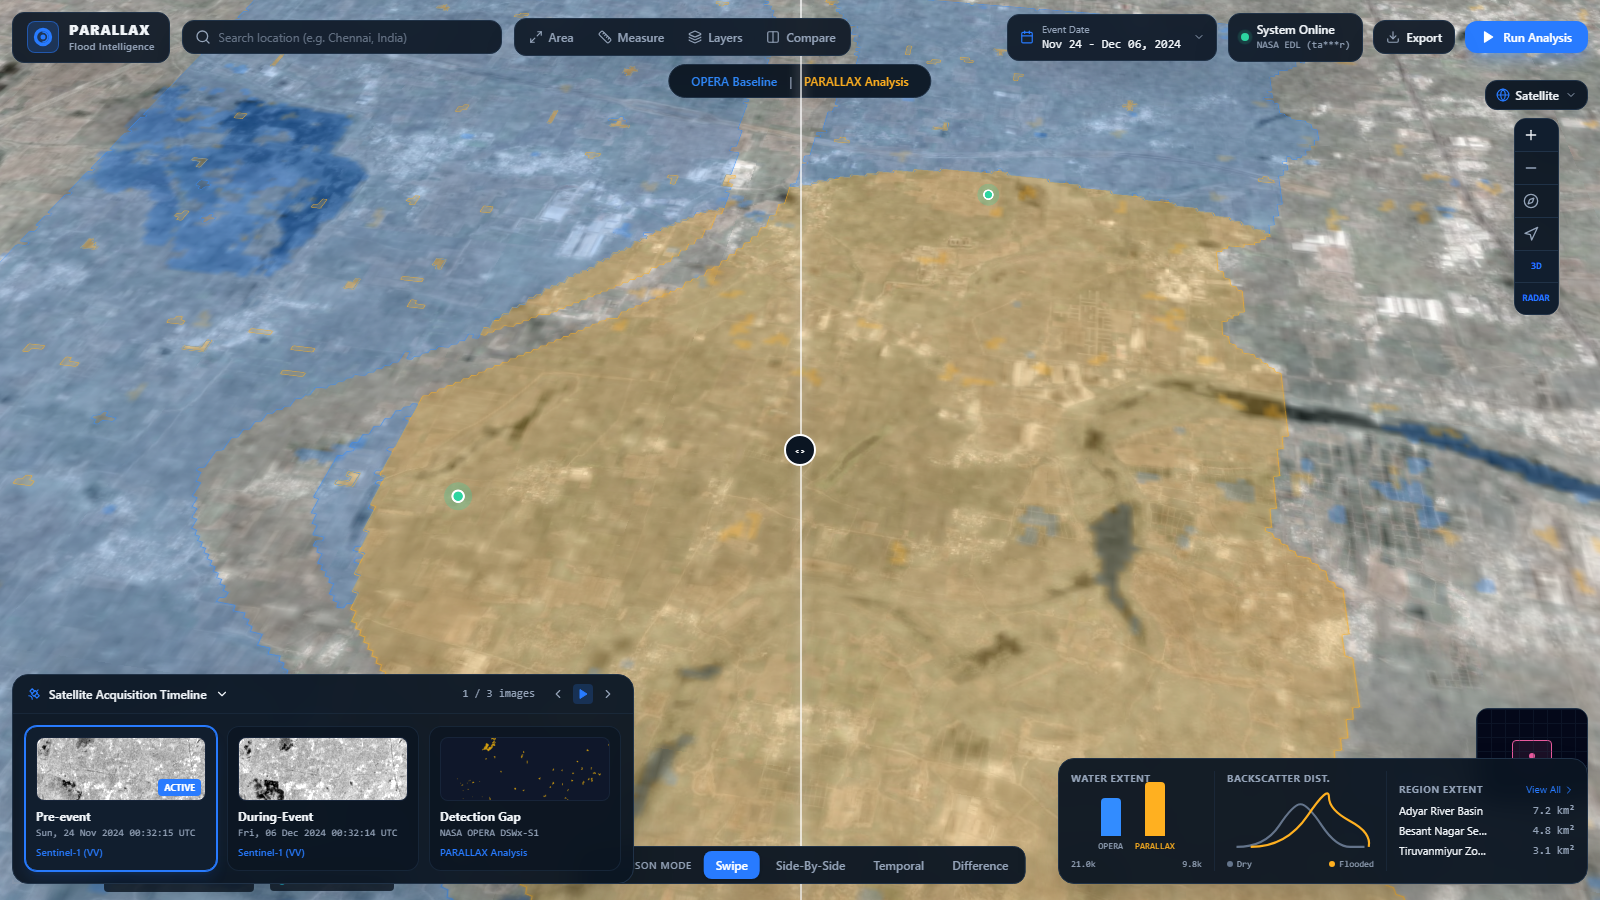 PARALLAX
Flood Intelligence
Search location (e.g. Chennai, India)
Area
Measure
Layers
Compare
Event Date
Nov 24 - Dec 06, 2024
System Online
NASA EDL (ta***r)
Export
Run Analysis
OPERA Baseline | PARALLAX Analysis
Satellite
3D
RADAR
Satellite Acquisition Timeline
1 / 3 images
ACTIVE
Pre-event
Sun, 24 Nov 2024 00:32:15 UTC
Sentinel-1 (VV)
During-Event
Fri, 06 Dec 2024 00:32:14 UTC
Sentinel-1 (VV)
Detection Gap
NASA OPERA DSWx-S1
PARALLAX Analysis
SON MODE
Swipe
Side-By-Side
Temporal
Difference
WATER EXTENT
OPERA
PARALLAX
21.0k
9.8k
BACKSCATTER DIST.
Dry
Flooded
REGION EXTENT
View All
Adyar River Basin 7.2 km²
Besant Nagar Se... 4.8 km²
Tiruvanmiyur Zo... 3.1 km²